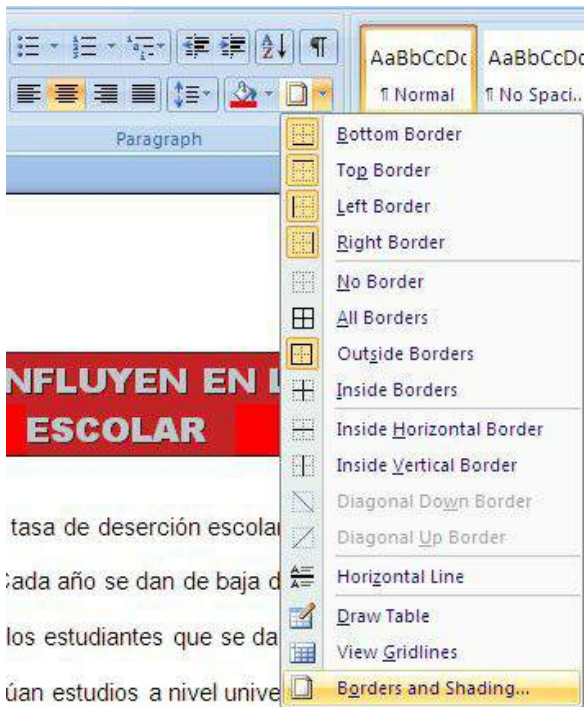 AaBbCcDc AaBbCcDc
¶ Normal ¶ No Spaci...
Paragraph
Bottom Border
Top Border
Left Border
Right Border
No Border
All Borders
Outside Borders
Inside Borders
Inside Horizontal Border
Inside Vertical Border
Diagonal Down Border
Diagonal Up Border
Horizontal Line
Draw Table
View Gridlines
Borders and Shading...
NFLUYEN EN L
ESCOLAR
tasa de deserción escolar
Cada año se dan de baja d
los estudiantes que se da
úan estudios a nivel unive